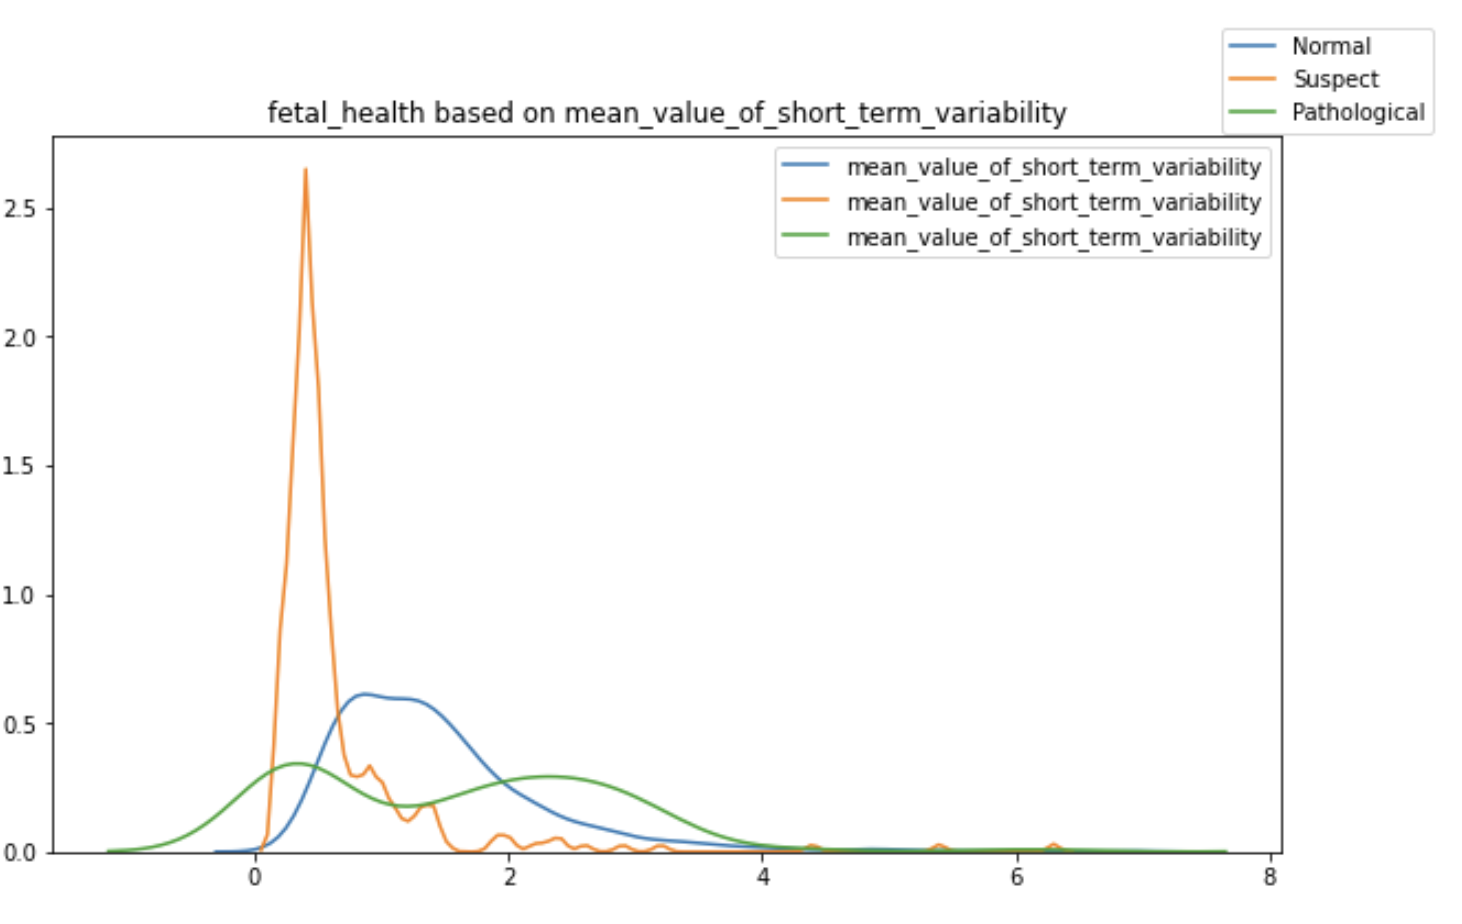 Normal
Suspect
Pathological
fetal_health based on mean_value_of_short_term_variability
mean_value_of_short_term_variability
mean_value_of_short_term_variability
mean_value_of_short_term_variability
2.5
2.0
1.5
1.0
0.5
0.0
0 2 4 6 8